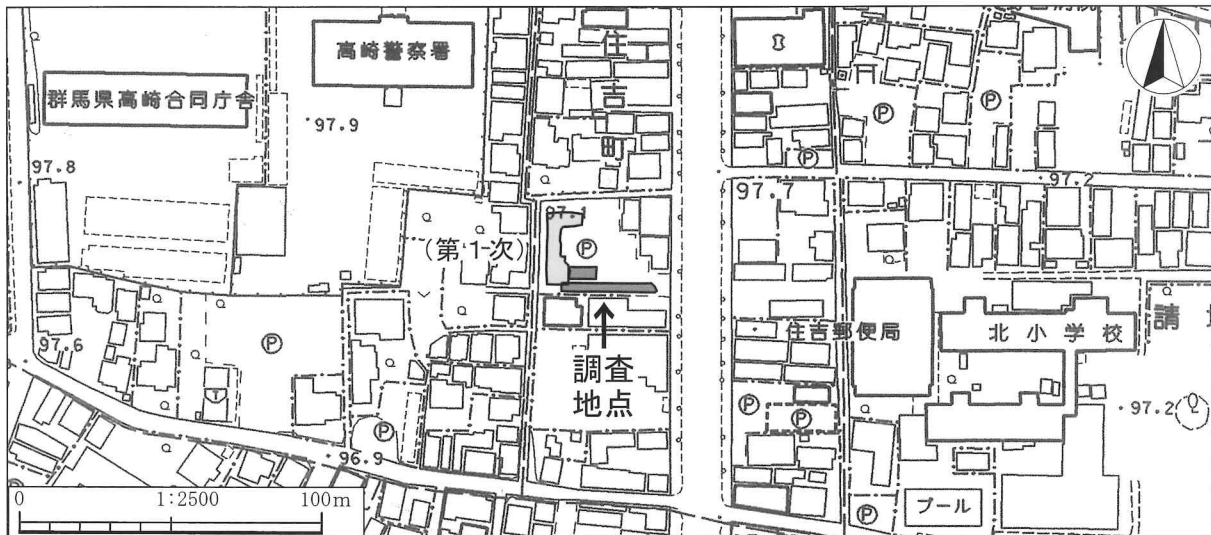 高崎警察署
群馬県高崎合同庁舎
住吉町
97.9
97.8
97.7
97.2
97.1
(第1次)
調査
地点
住吉郵便局
北小学校
請地
97.6
96.9
97.2
プール
P
P
P
P
P
P
P
P
P
0 1:2500 100m